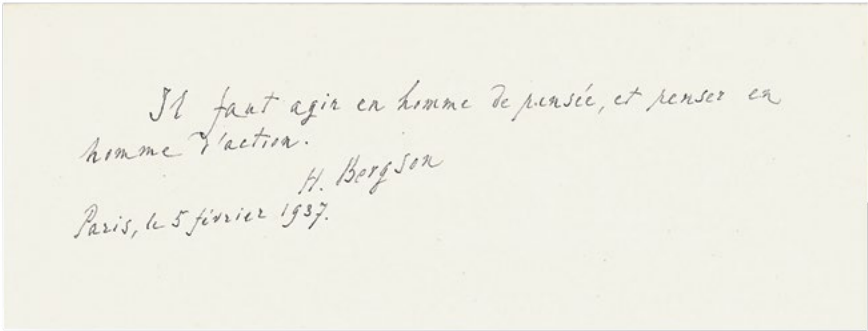 Il faut agir en homme de pensée, et penser en
homme d'action.
H. Bergson
Paris, le 5 février 1937.